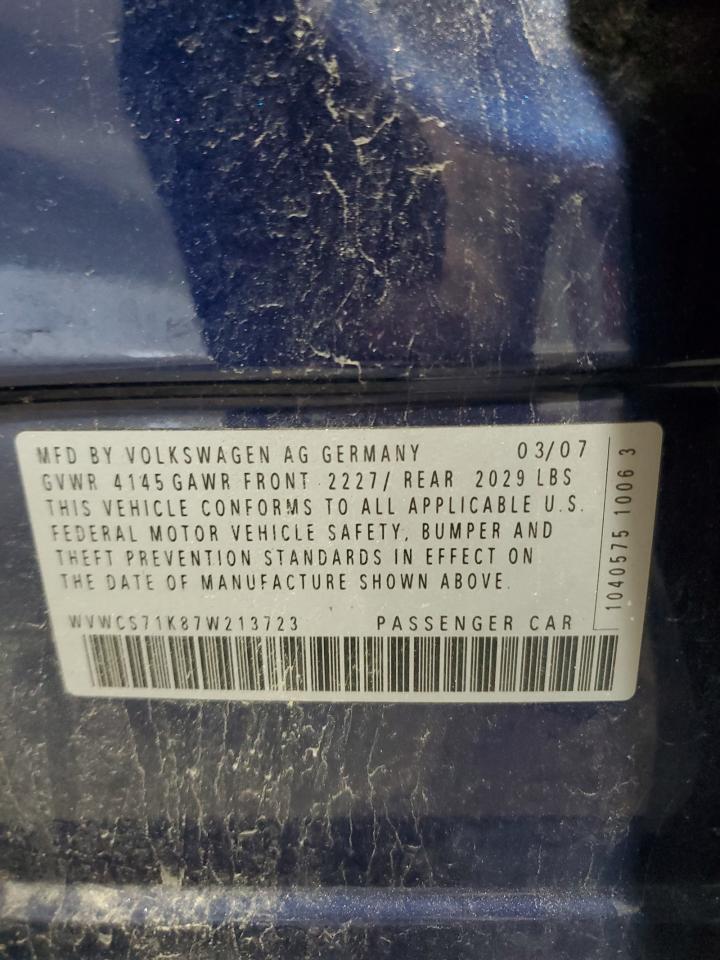 MFD BY VOLKSWAGEN AG GERMANY 03/07
GVWR 4145 GAWR FRONT 2227/ REAR 2029 LBS
THIS VEHICLE CONFORMS TO ALL APPLICABLE U.S.
FEDERAL MOTOR VEHICLE SAFETY, BUMPER AND
THEFT PREVENTION STANDARDS IN EFFECT ON
THE DATE OF MANUFACTURE SHOWN ABOVE.
WVWCS71K87W213723 PASSENGER CAR
1040575 1006 3